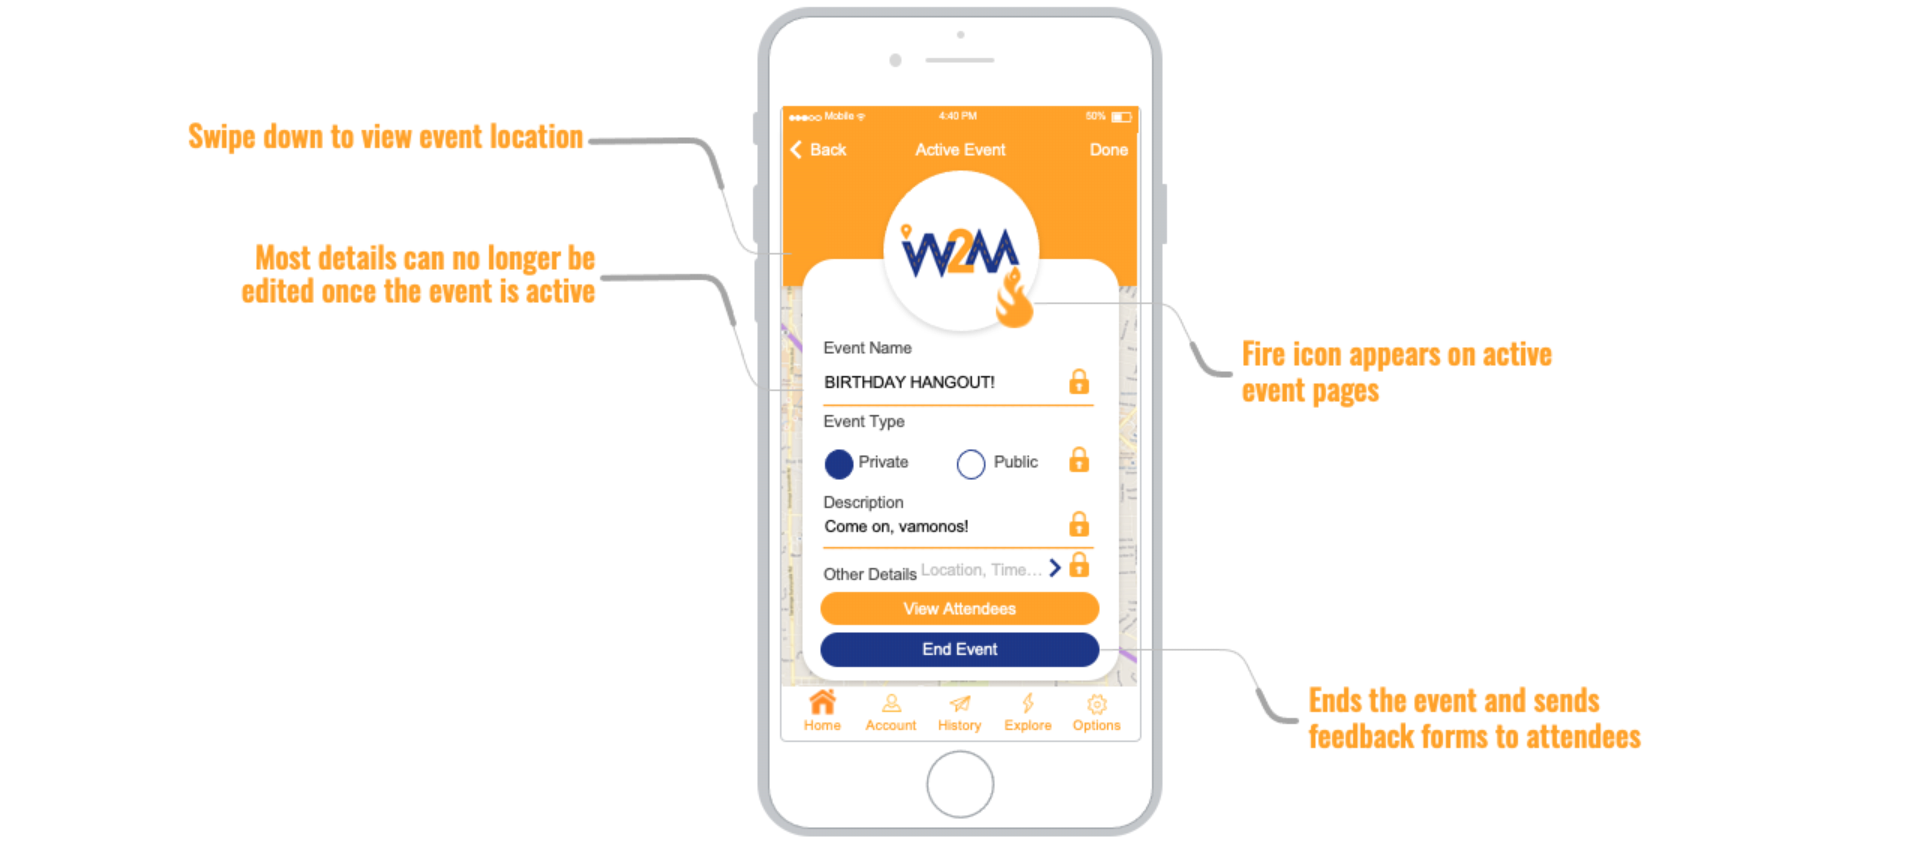 Swipe down to view event location
Most details can no longer be
edited once the event is active
Mobile
4:40 PM
50%
Back
Active Event
Done
W2M
Event Name
BIRTHDAY HANGOUT!
Event Type
Private
Public
Description
Come on, vamonos!
Other Details
Location, Time...
View Attendees
End Event
Home
Account
History
Explore
Options
Fire icon appears on active
event pages
Ends the event and sends
feedback forms to attendees